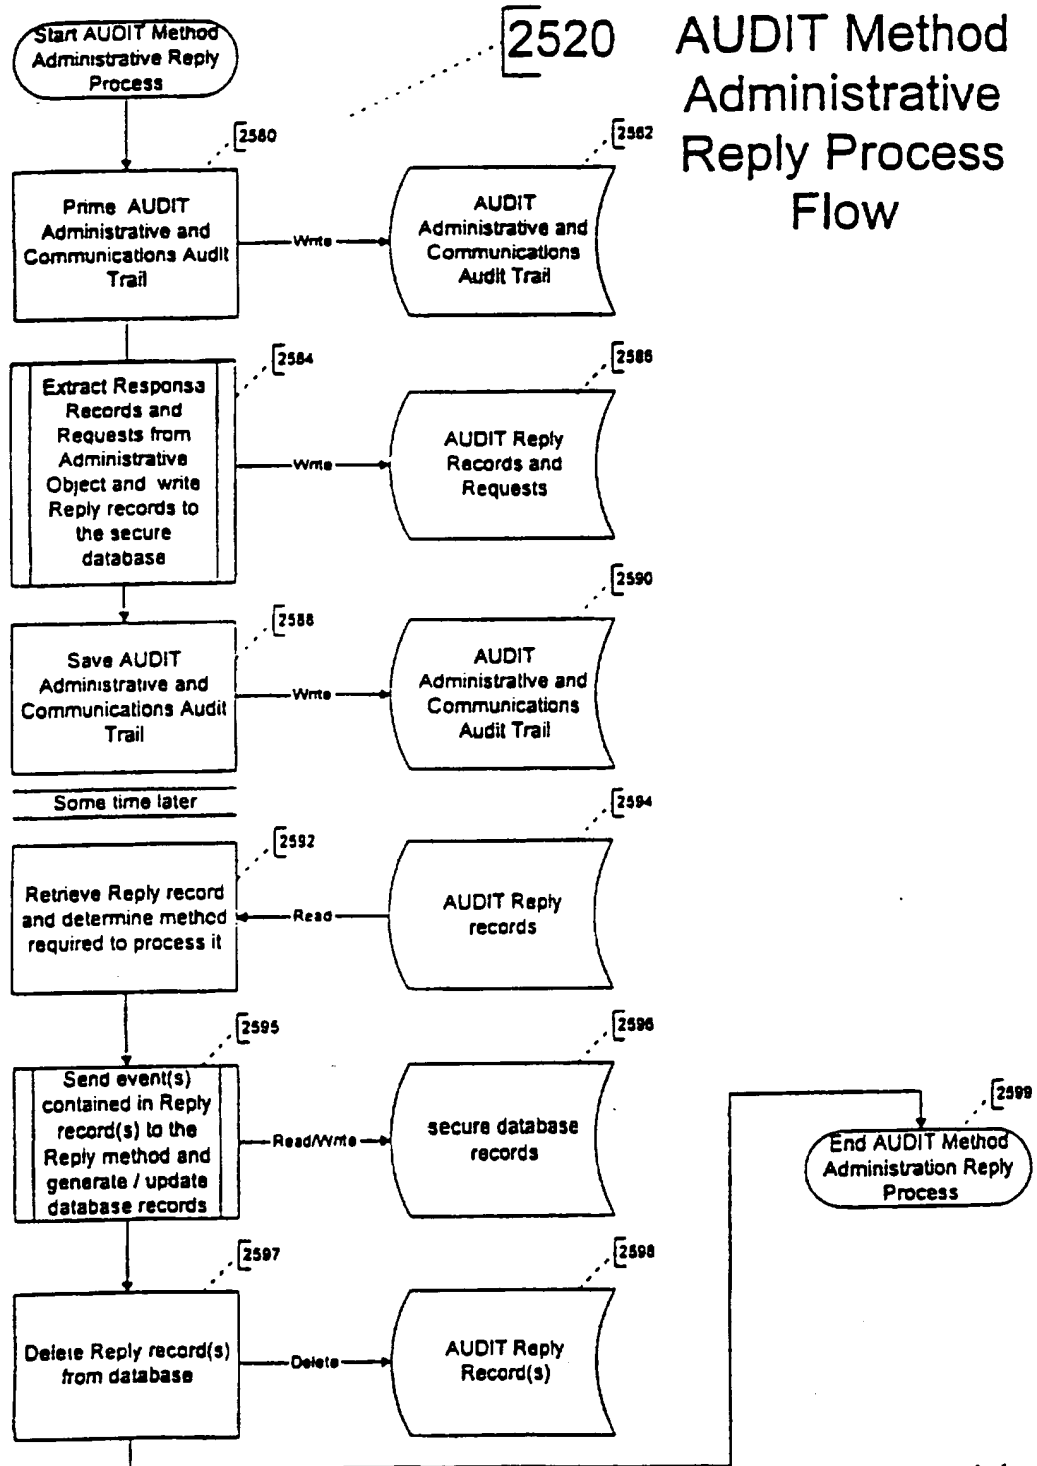 Start AUDIT Method
Administrative Reply
Process
2520
AUDIT Method
Administrative
Reply Process
Flow
2580
Prime AUDIT
Administrative and
Communications Audit
Trail
Write
2582
AUDIT
Administrative and
Communications
Audit Trail
2584
Extract Response
Records and
Requests from
Administrative
Object and write
Reply records to
the secure
database
Write
2586
AUDIT Reply
Records and
Requests
2588
Save AUDIT
Administrative and
Communications Audit
Trail
Write
2590
AUDIT
Administrative and
Communications
Audit Trail
Some time later
2592
Retrieve Reply record
and determine method
required to process it
Read
2594
AUDIT Reply
records
2595
Send event(s)
contained in Reply
record(s) to the
Reply method and
generate / update
database records
Read/Write
2596
secure database
records
2599
End AUDIT Method
Administration Reply
Process
2597
Delete Reply record(s)
from database
Delete
2598
AUDIT Reply
Record(s)